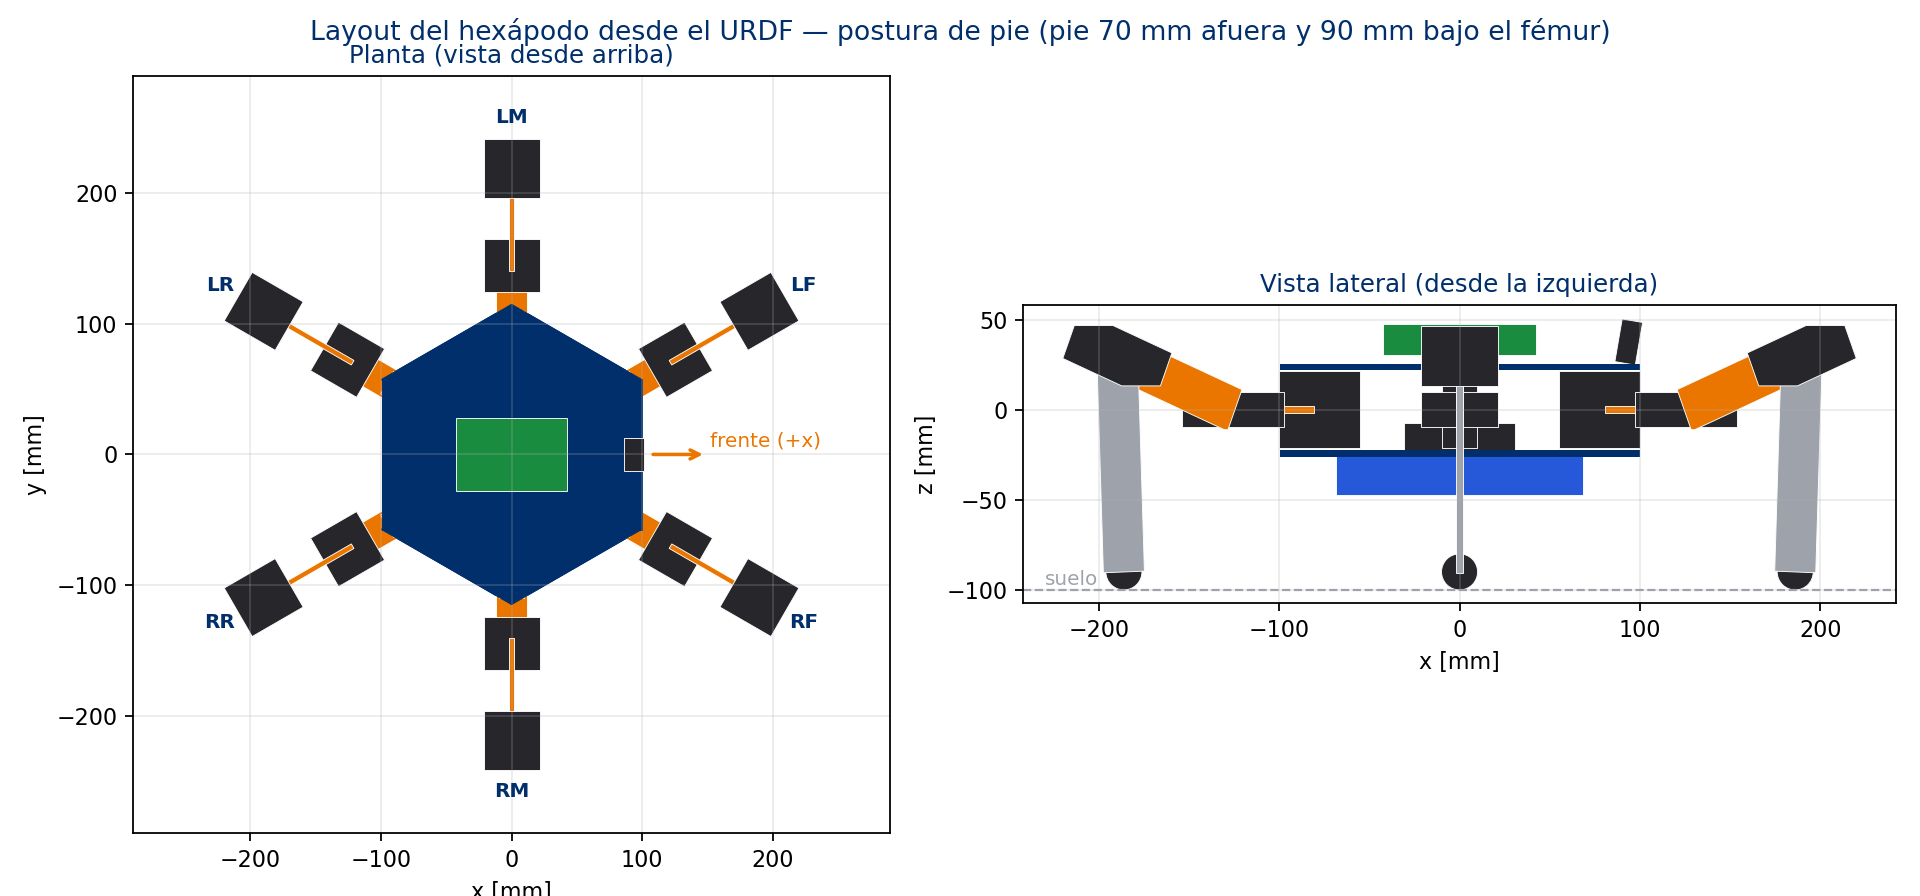 Layout del hexápodo desde el URDF — postura de pie (pie 70 mm afuera y 90 mm bajo el fémur)
Planta (vista desde arriba)
LM
LR
LF
frente (+x)
RR
RF
RM
200
100
0
−100
−200
y [mm]
−200
−100
0
100
200
x [mm]
Vista lateral (desde la izquierda)
50
0
−50
−100
z [mm]
suelo
−200
−100
0
100
200
x [mm]